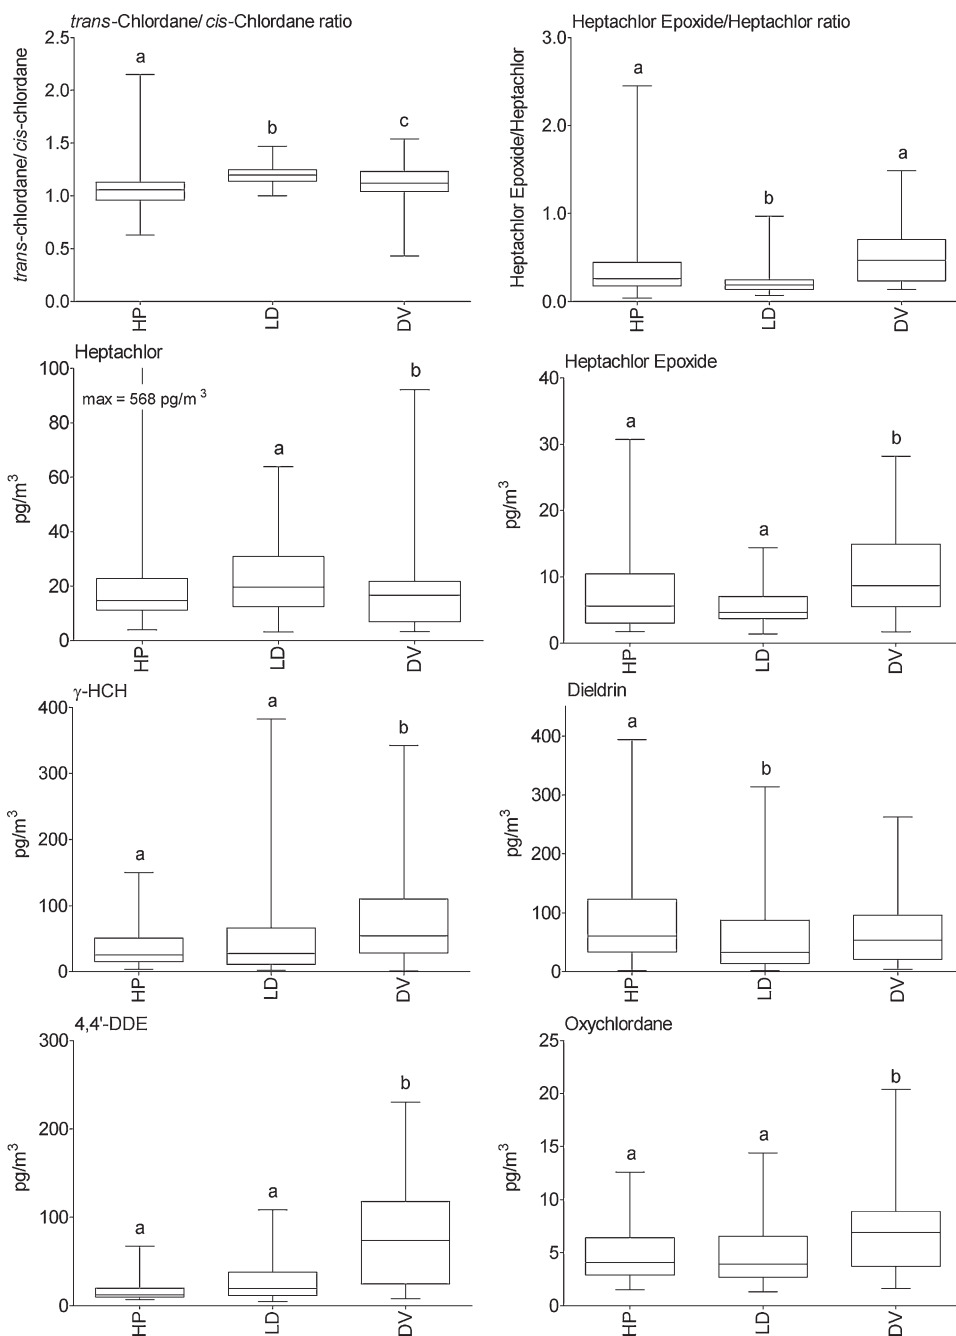 trans-Chlordane/ cis-Chlordane ratio
trans-chlordane/ cis-chlordane
2.5
2.0
1.5
1.0
0.5
0.0
a
b
c
HP
LD
DV
Heptachlor Epoxide/Heptachlor ratio
Heptachlor Epoxide/Heptachlor
3.0
2.0
1.0
0.0
a
b
a
HP
LD
DV
Heptachlor
pg/m³
100
80
60
40
20
0
max = 568 pg/m ³
a
b
HP
LD
DV
Heptachlor Epoxide
pg/m³
40
30
20
10
0
a
a
b
HP
LD
DV
γ-HCH
pg/m³
400
300
200
100
0
a
a
b
HP
LD
DV
Dieldrin
pg/m³
400
300
200
100
0
a
b
HP
LD
DV
4,4'-DDE
pg/m³
300
200
100
0
a
a
b
HP
LD
DV
Oxychlordane
pg/m³
25
20
15
10
5
0
a
a
b
HP
LD
DV